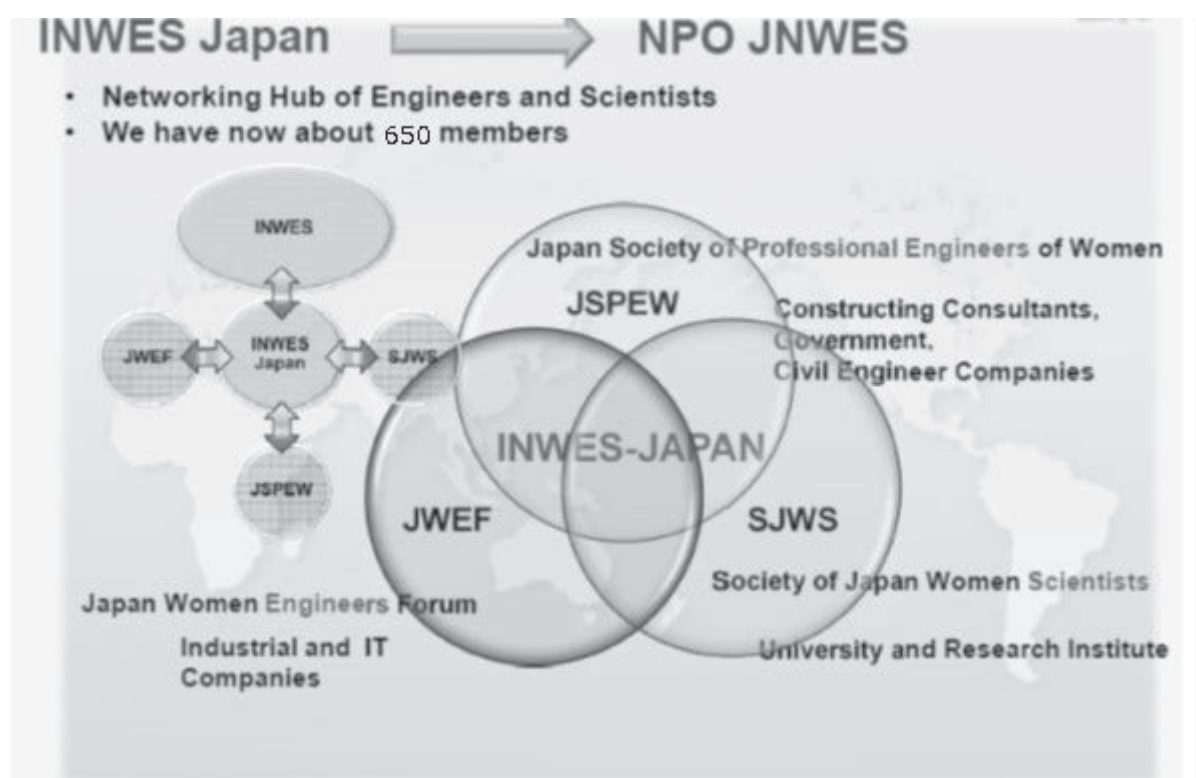 INWES Japan NPO JNWES
• Networking Hub of Engineers and Scientists
• We have now about 650 members
INWES
JWEF
INWES
Japan
SJWS
JSPEW
Japan Society of Professional Engineers of Women
JSPEW
Constructing Consultants,
Government,
Civil Engineer Companies
INWES-JAPAN
JWEF
SJWS
Society of Japan Women Scientists
Japan Women Engineers Forum
Industrial and IT
Companies
University and Research Institute